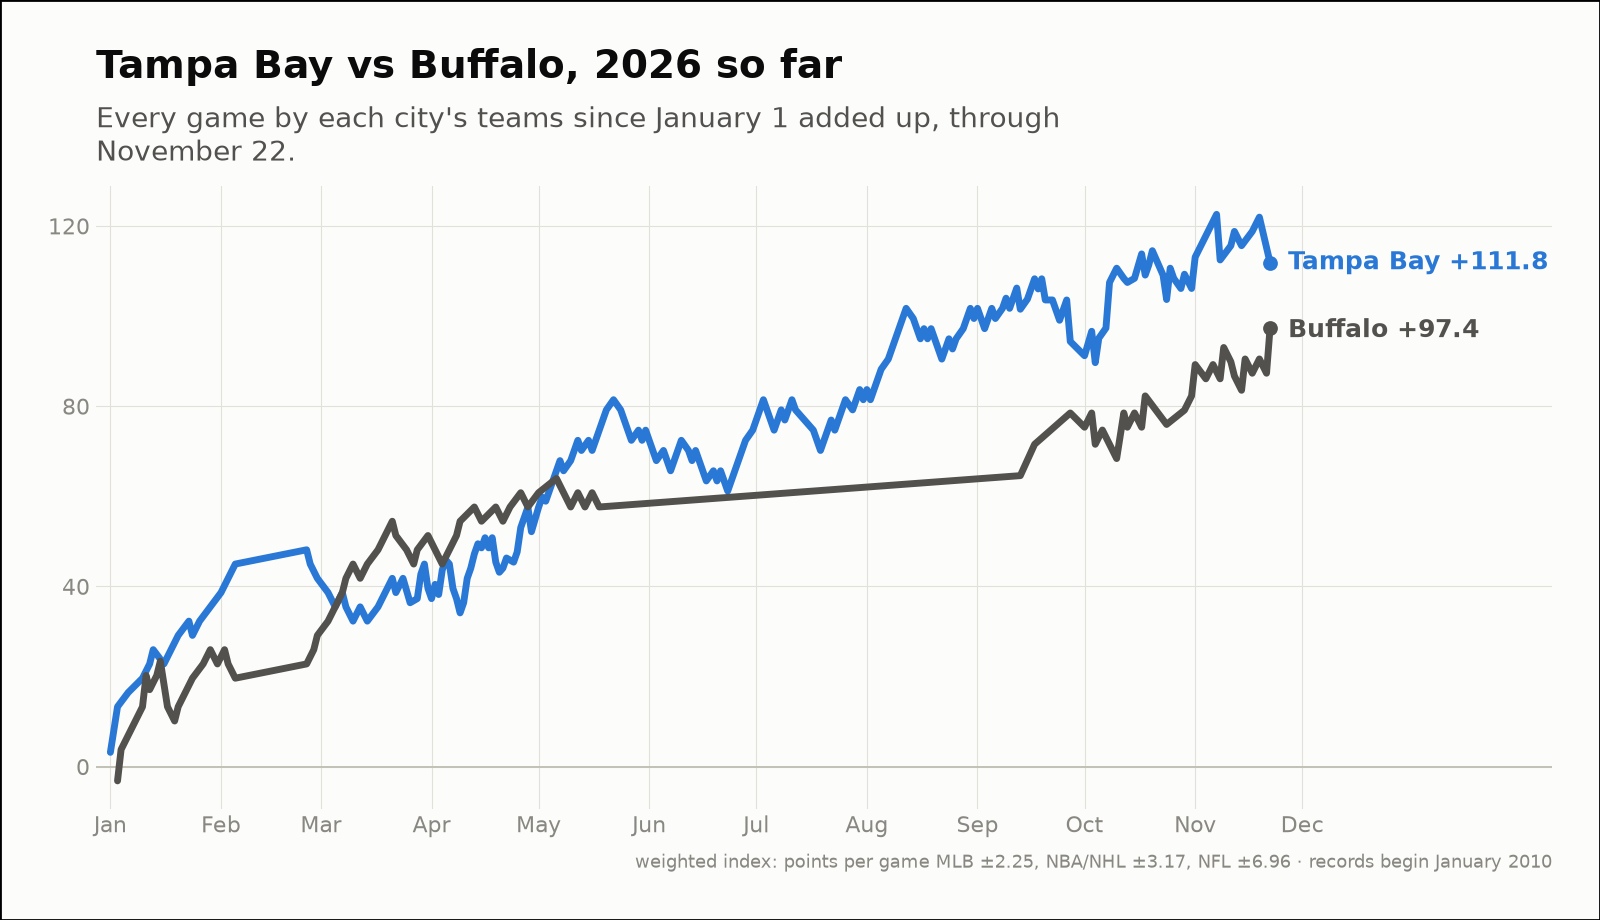 Tampa Bay vs Buffalo, 2026 so far
Every game by each city's teams since January 1 added up, through
November 22.
120
80
40
0
Tampa Bay +111.8
Buffalo +97.4
Jan Feb Mar Apr May Jun Jul Aug Sep Oct Nov Dec
weighted index: points per game MLB ±2.25, NBA/NHL ±3.17, NFL ±6.96 · records begin January 2010